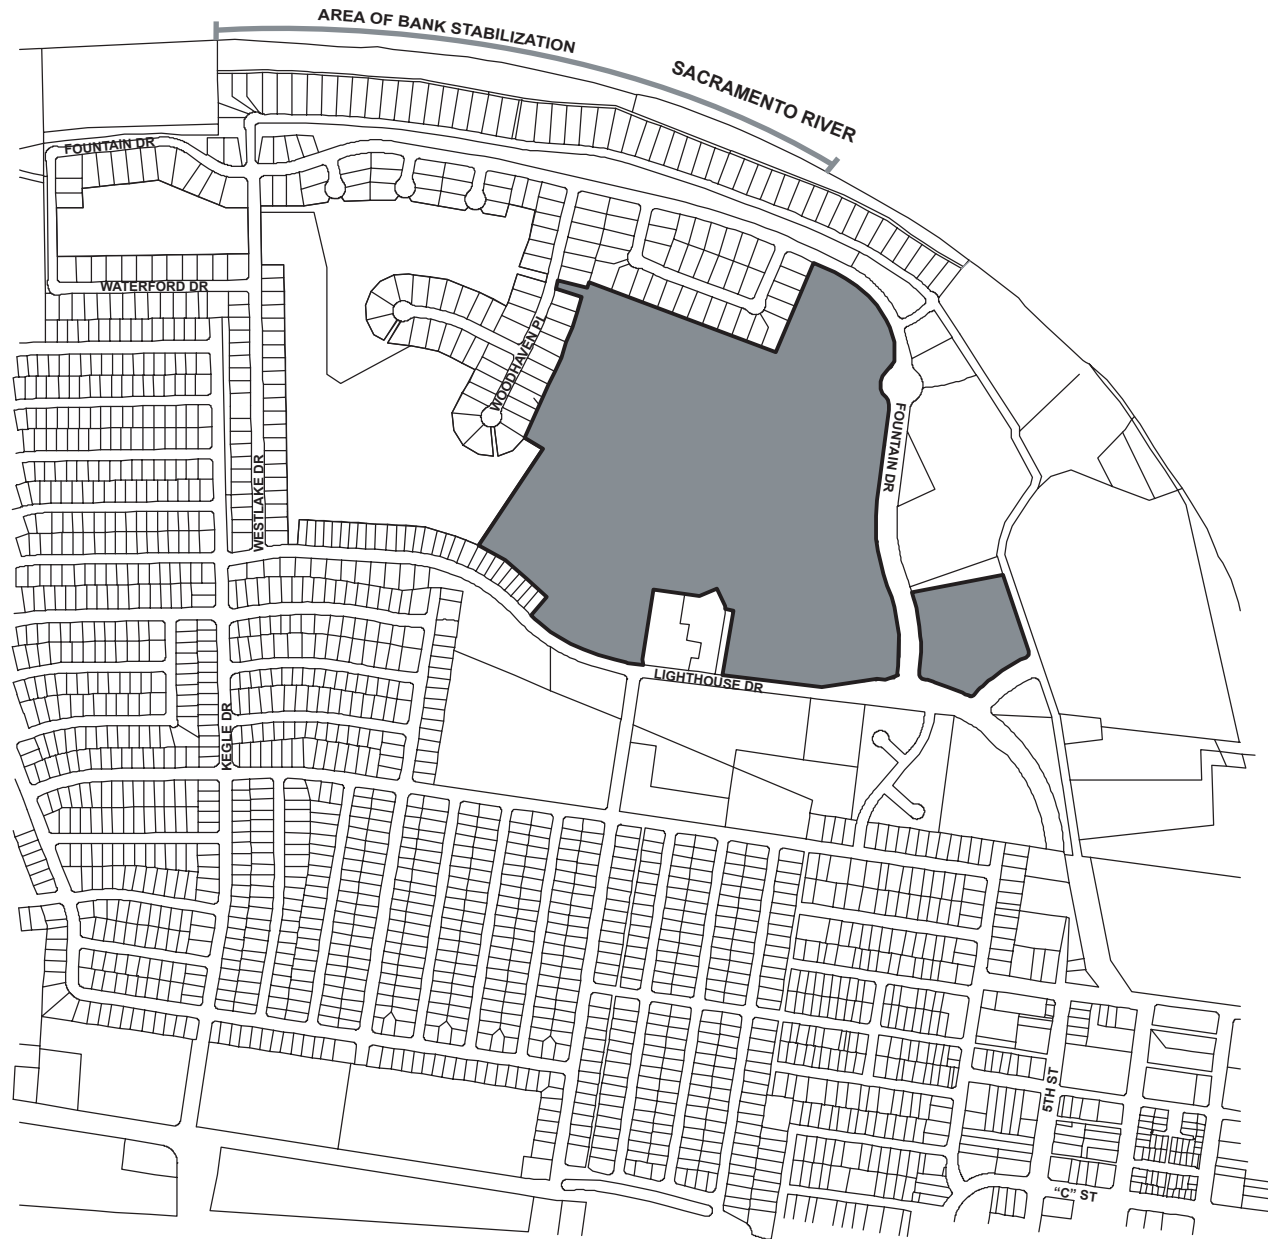 AREA OF BANK STABILIZATION
SACRAMENTO RIVER
FOUNTAIN DR
WATERFORD DR
WOODHAVEN PL
FOUNTAIN DR
WESTLAKE DR
LIGHTHOUSE DR
KEGLE DR
5TH ST
“C” ST